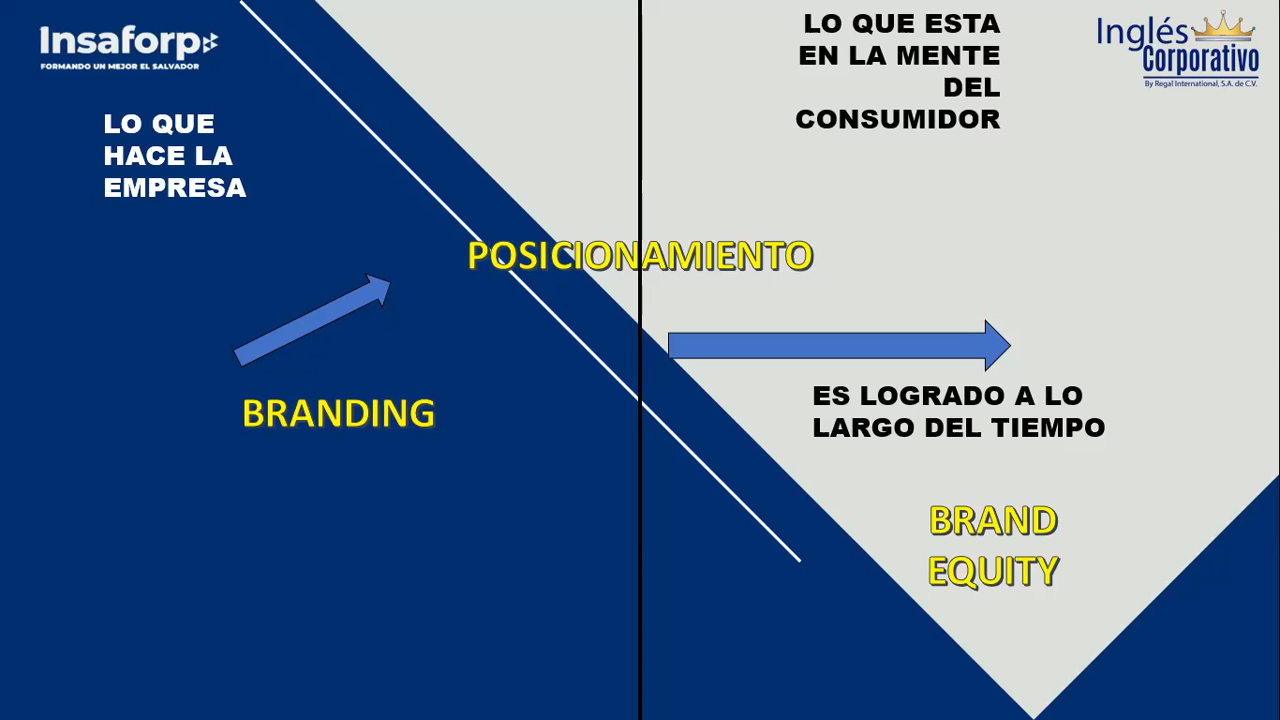 Insaforp
FORMANDO UN MEJOR EL SALVADOR
LO QUE
HACE LA
EMPRESA
LO QUE ESTA
EN LA MENTE
DEL
CONSUMIDOR
Inglés
Corporativo
By Regal International, S.A. de C.V.
POSICIONAMIENTO
BRANDING
ES LOGRADO A LO
LARGO DEL TIEMPO
BRAND
EQUITY